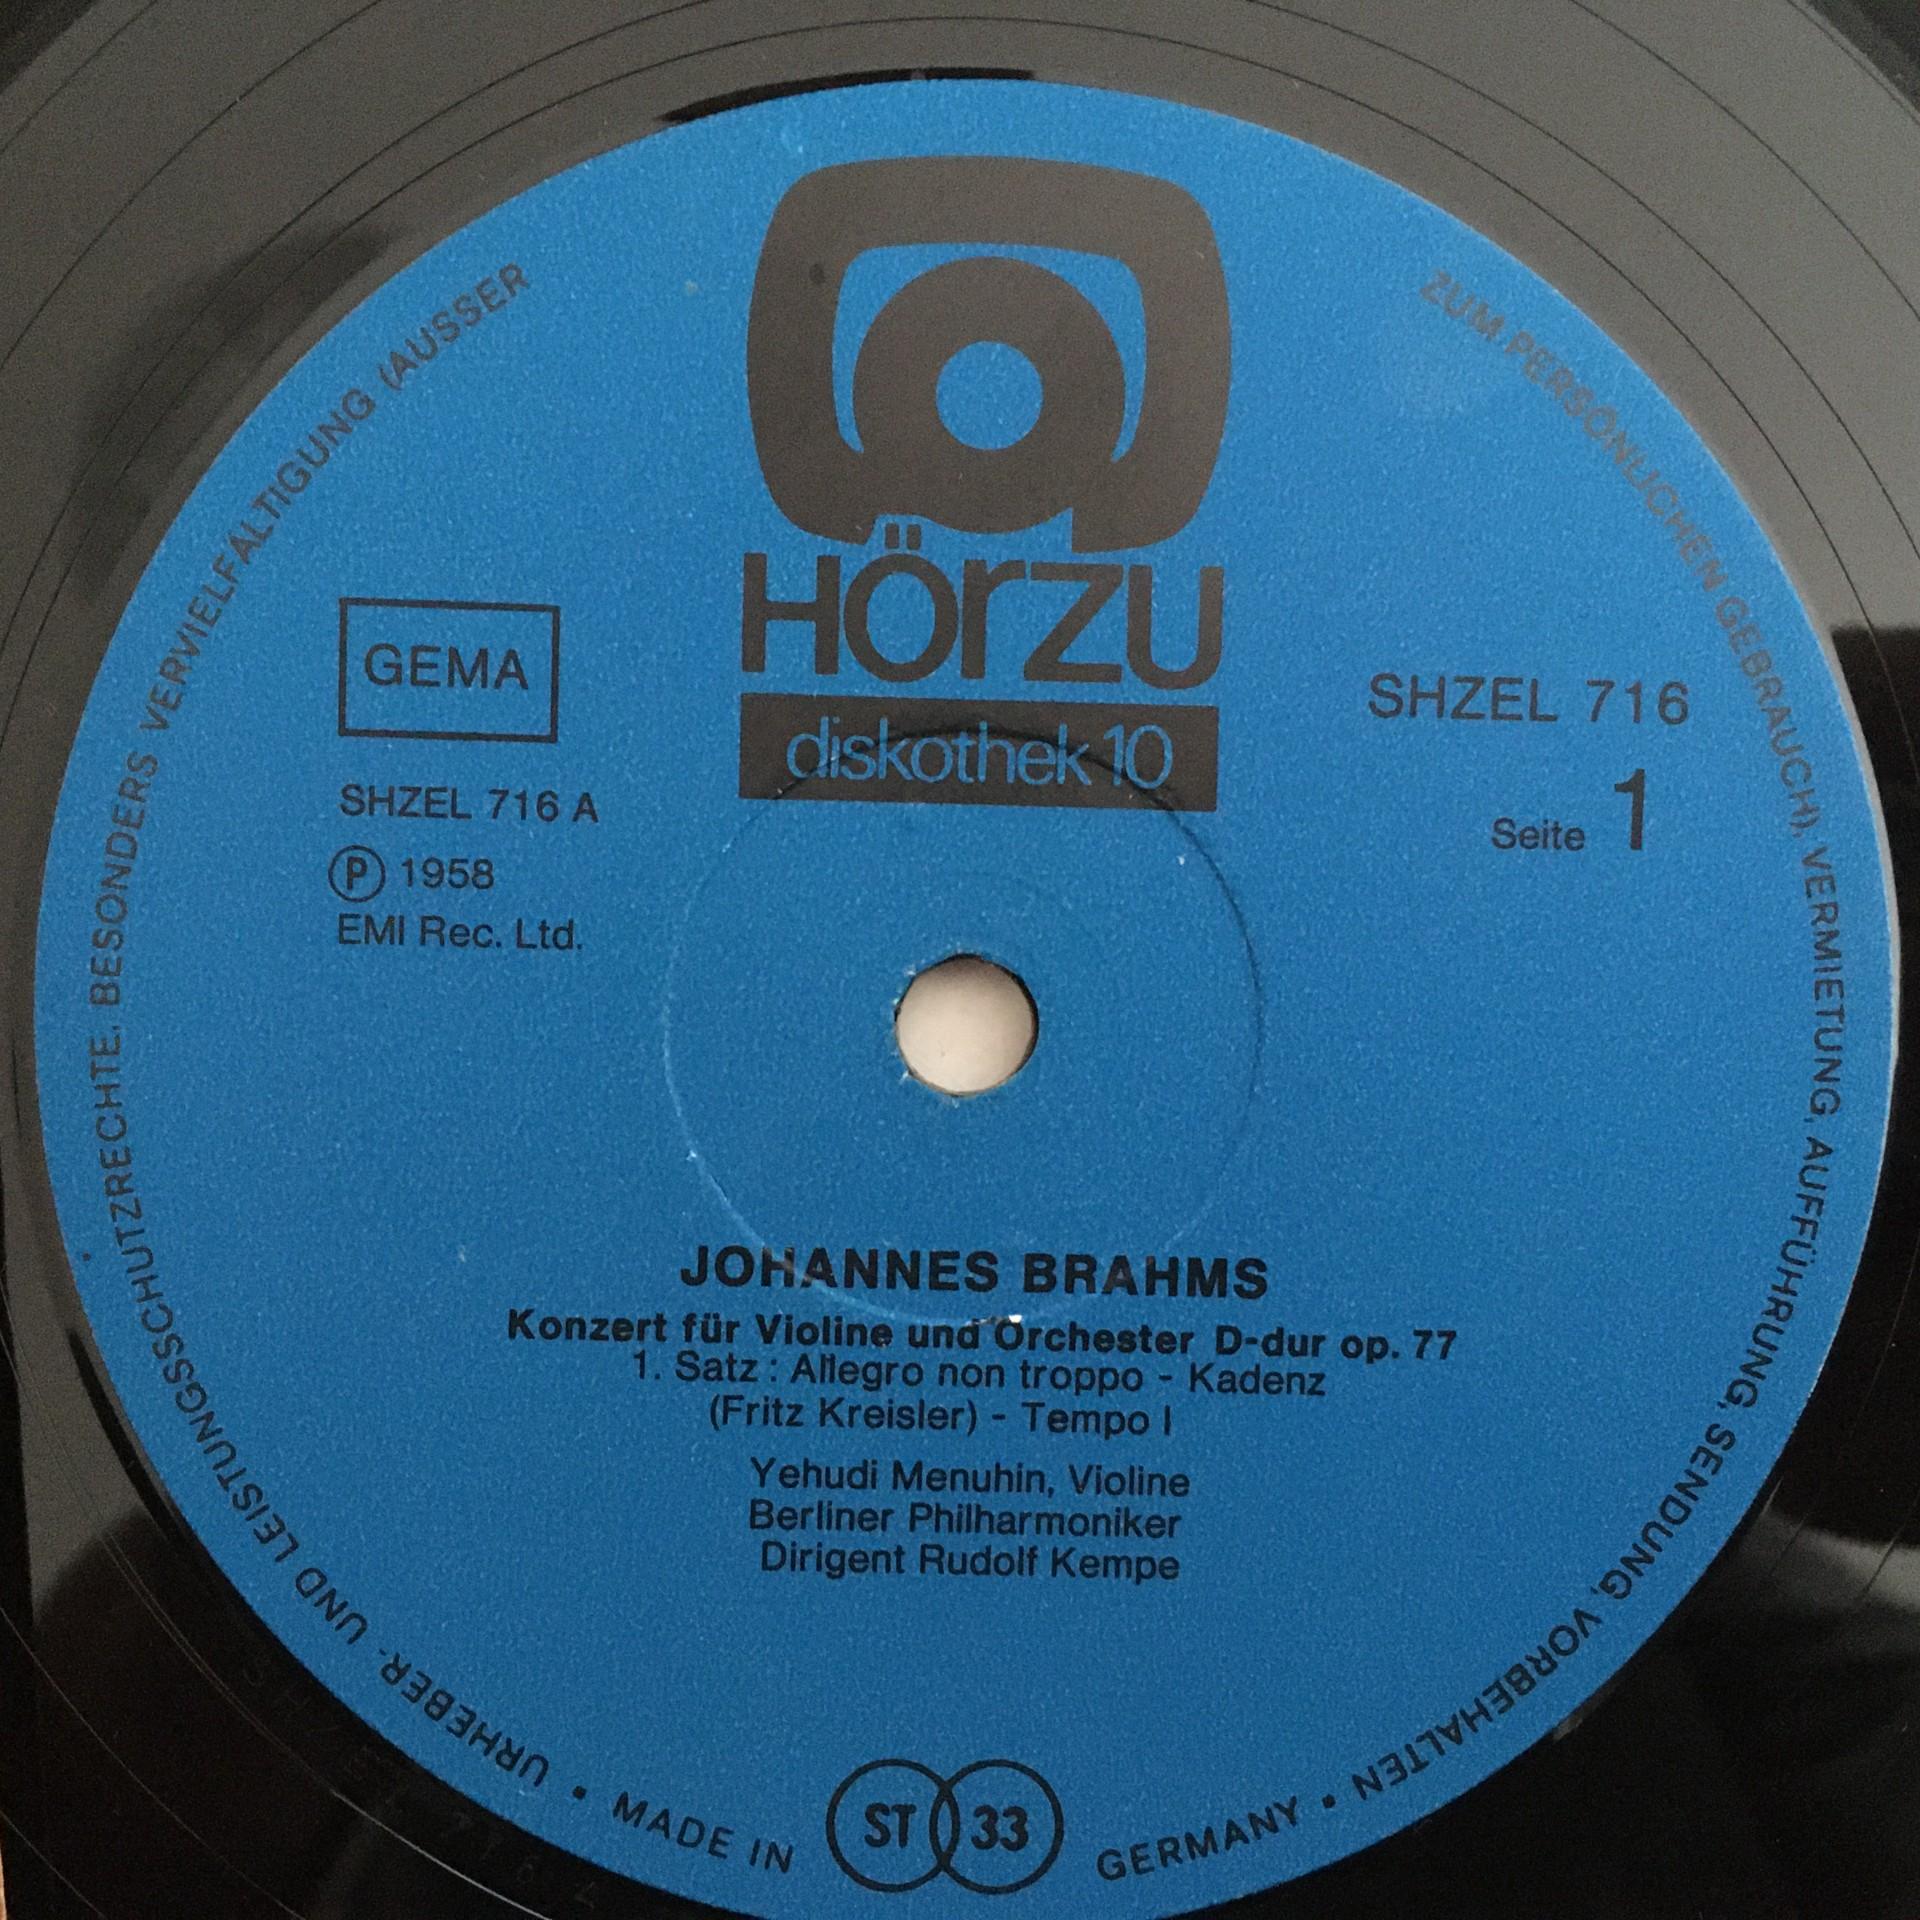 HÖRZU
diskothek 10
GEMA
SHZEL 716
SHZEL 716 A
Seite 1
Ⓟ 1958
EMI Rec. Ltd.
JOHANNES BRAHMS
Konzert für Violine und Orchester D-dur op. 77
1. Satz : Allegro non troppo - Kadenz
(Fritz Kreisler) - Tempo I
Yehudi Menuhin, Violine
Berliner Philharmoniker
Dirigent Rudolf Kempe
ST 33
URHEBER- UND LEISTUNGSSCHUTZRECHTE, BESONDERS VERVIELFÄLTIGUNG (AUSSER ZUM PERSÖNLICHEN GEBRAUCH), VERMIETUNG, AUFFÜHRUNG, SENDUNG, VORBEHALTEN • MADE IN GERMANY •